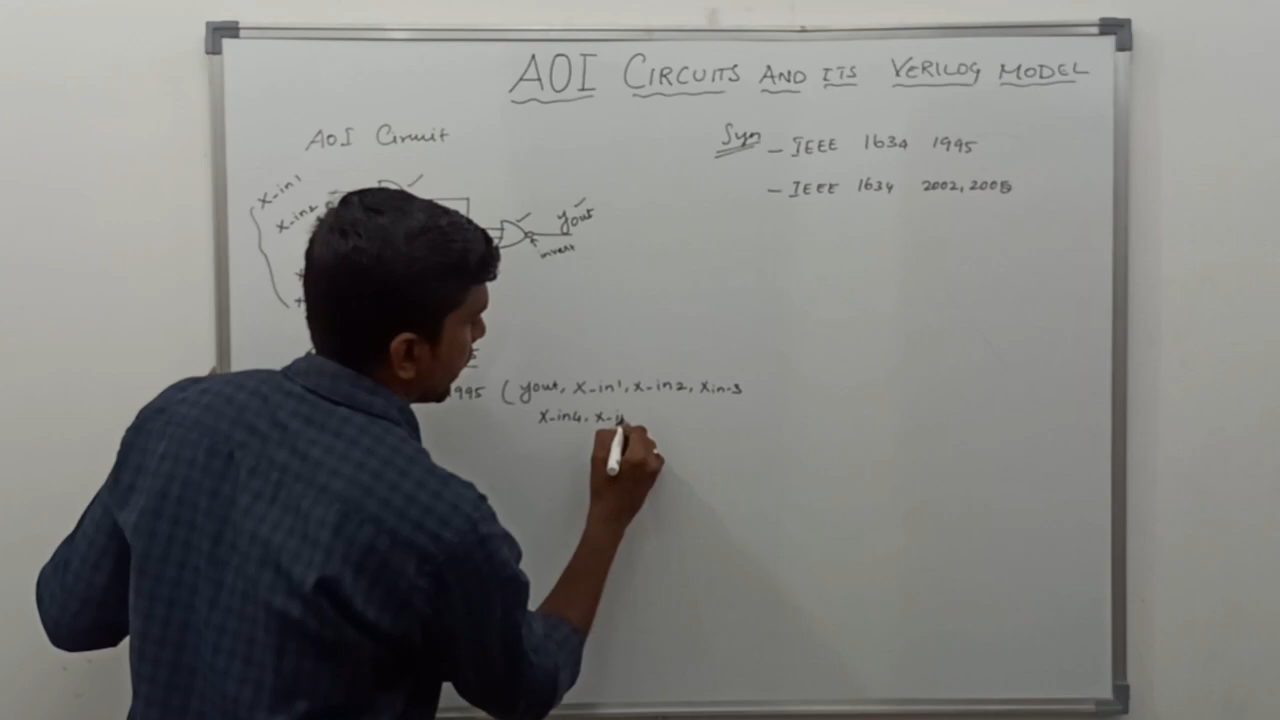 AOI CIRCUITS AND ITS VERILOG MODEL
AOI Circuit
Syn - IEEE 1634 1995
- IEEE 1634 2002, 2005
X-in1
X-in2
yout
invert
1995 ( yout, X-in1, X-in2, Xin-3
X-in4, X-i